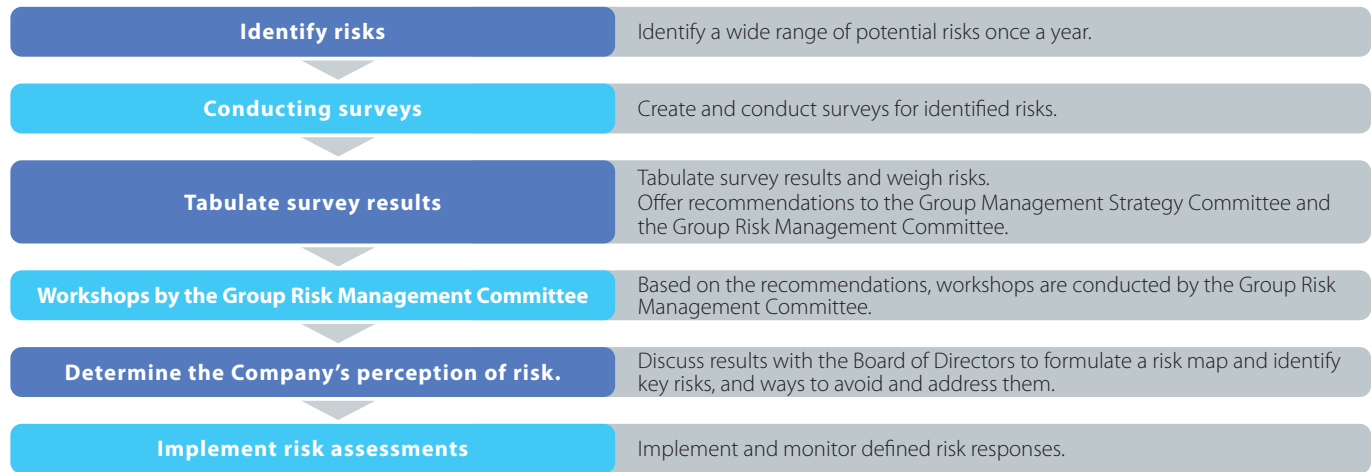 Identify risks
Identify a wide range of potential risks once a year.
Conducting surveys
Create and conduct surveys for identified risks.
Tabulate survey results
Tabulate survey results and weigh risks.
Offer recommendations to the Group Management Strategy Committee and
the Group Risk Management Committee.
Workshops by the Group Risk Management Committee
Based on the recommendations, workshops are conducted by the Group Risk
Management Committee.
Determine the Company’s perception of risk.
Discuss results with the Board of Directors to formulate a risk map and identify
key risks, and ways to avoid and address them.
Implement risk assessments
Implement and monitor defined risk responses.